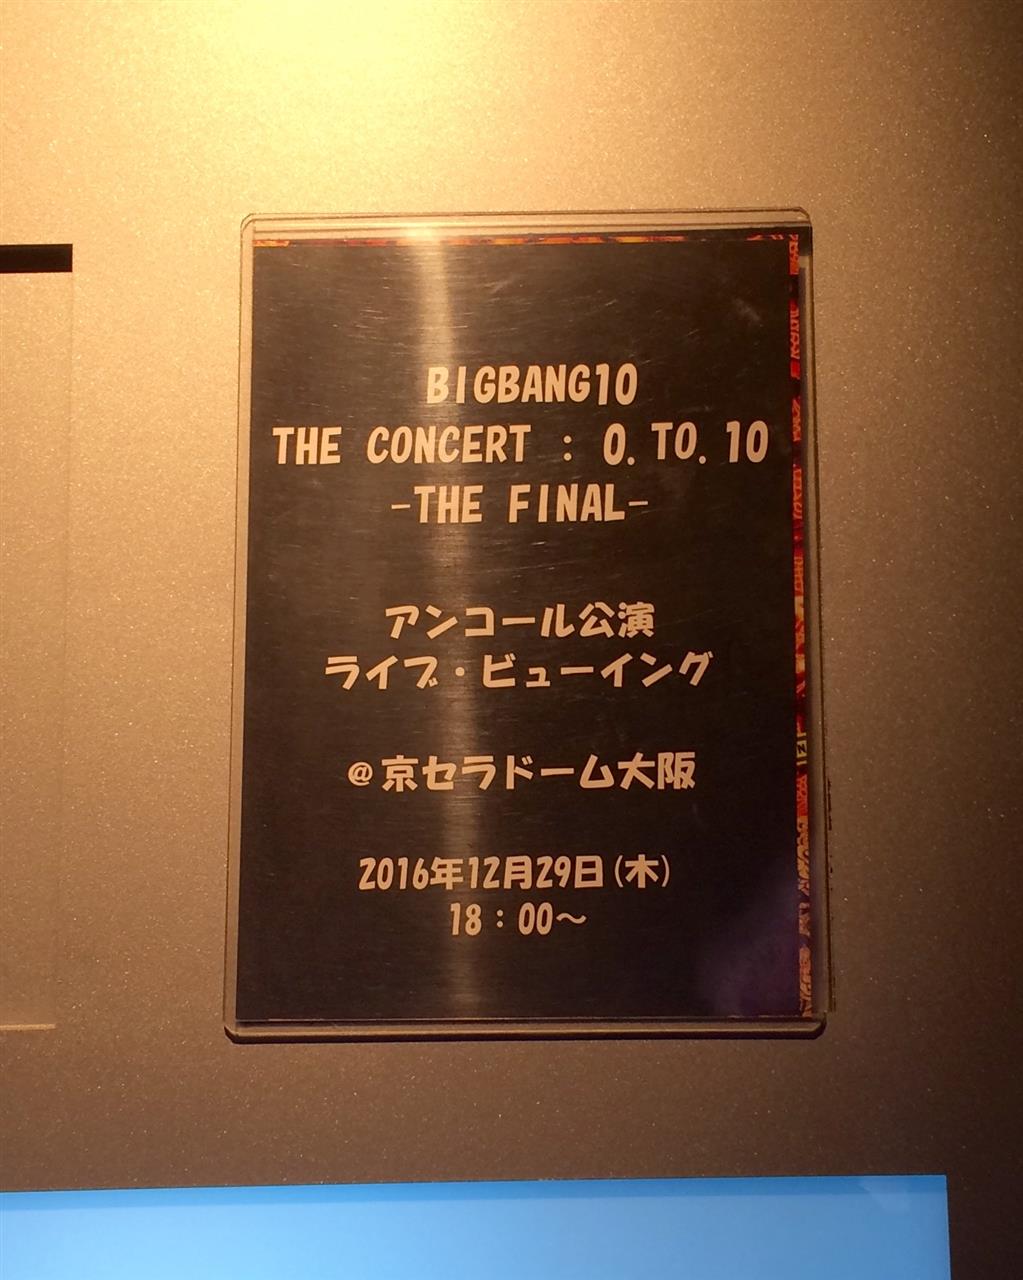 BIGBANG10
THE CONCERT : 0. TO. 10
-THE FINAL-
アンコール公演
ライブ・ビューイング
@京セラドーム大阪
2016年12月29日(木)
18:00～